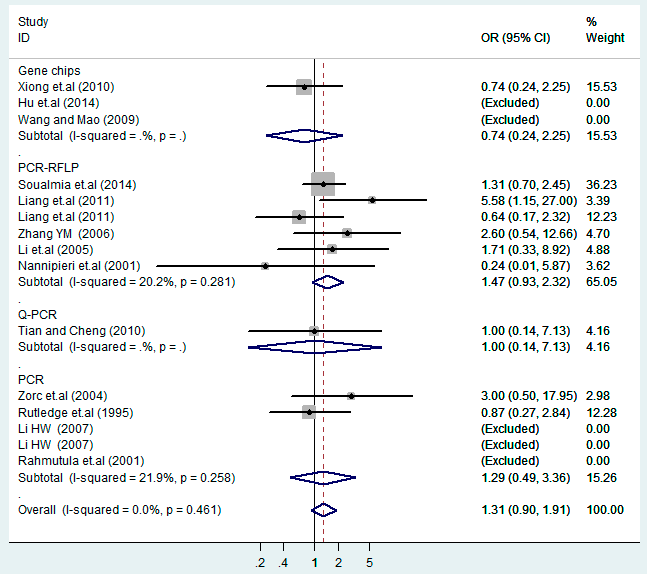 Study %
ID OR (95% CI) Weight
Gene chips
Xiong et.al (2010) 0.74 (0.24, 2.25) 15.53
Hu et.al (2014) (Excluded) 0.00
Wang and Mao (2009) (Excluded) 0.00
Subtotal (I-squared = .%, p = .) 0.74 (0.24, 2.25) 15.53
.
PCR-RFLP
Soualmia et.al (2014) 1.31 (0.70, 2.45) 36.23
Liang et.al (2011) 5.58 (1.15, 27.00) 3.39
Liang et.al (2011) 0.64 (0.17, 2.32) 12.23
Zhang YM (2006) 2.60 (0.54, 12.66) 4.70
Li et.al (2005) 1.71 (0.33, 8.92) 4.88
Nannipieri et.al (2001) 0.24 (0.01, 5.87) 3.62
Subtotal (I-squared = 20.2%, p = 0.281) 1.47 (0.93, 2.32) 65.05
.
Q-PCR
Tian and Cheng (2010) 1.00 (0.14, 7.13) 4.16
Subtotal (I-squared = .%, p = .) 1.00 (0.14, 7.13) 4.16
.
PCR
Zorc et.al (2004) 3.00 (0.50, 17.95) 2.98
Rutledge et.al (1995) 0.87 (0.27, 2.84) 12.28
Li HW (2007) (Excluded) 0.00
Li HW (2007) (Excluded) 0.00
Rahmutula et.al (2001) (Excluded) 0.00
Subtotal (I-squared = 21.9%, p = 0.258) 1.29 (0.49, 3.36) 15.26
.
Overall (I-squared = 0.0%, p = 0.461) 1.31 (0.90, 1.91) 100.00
.2 .4 1 2 5